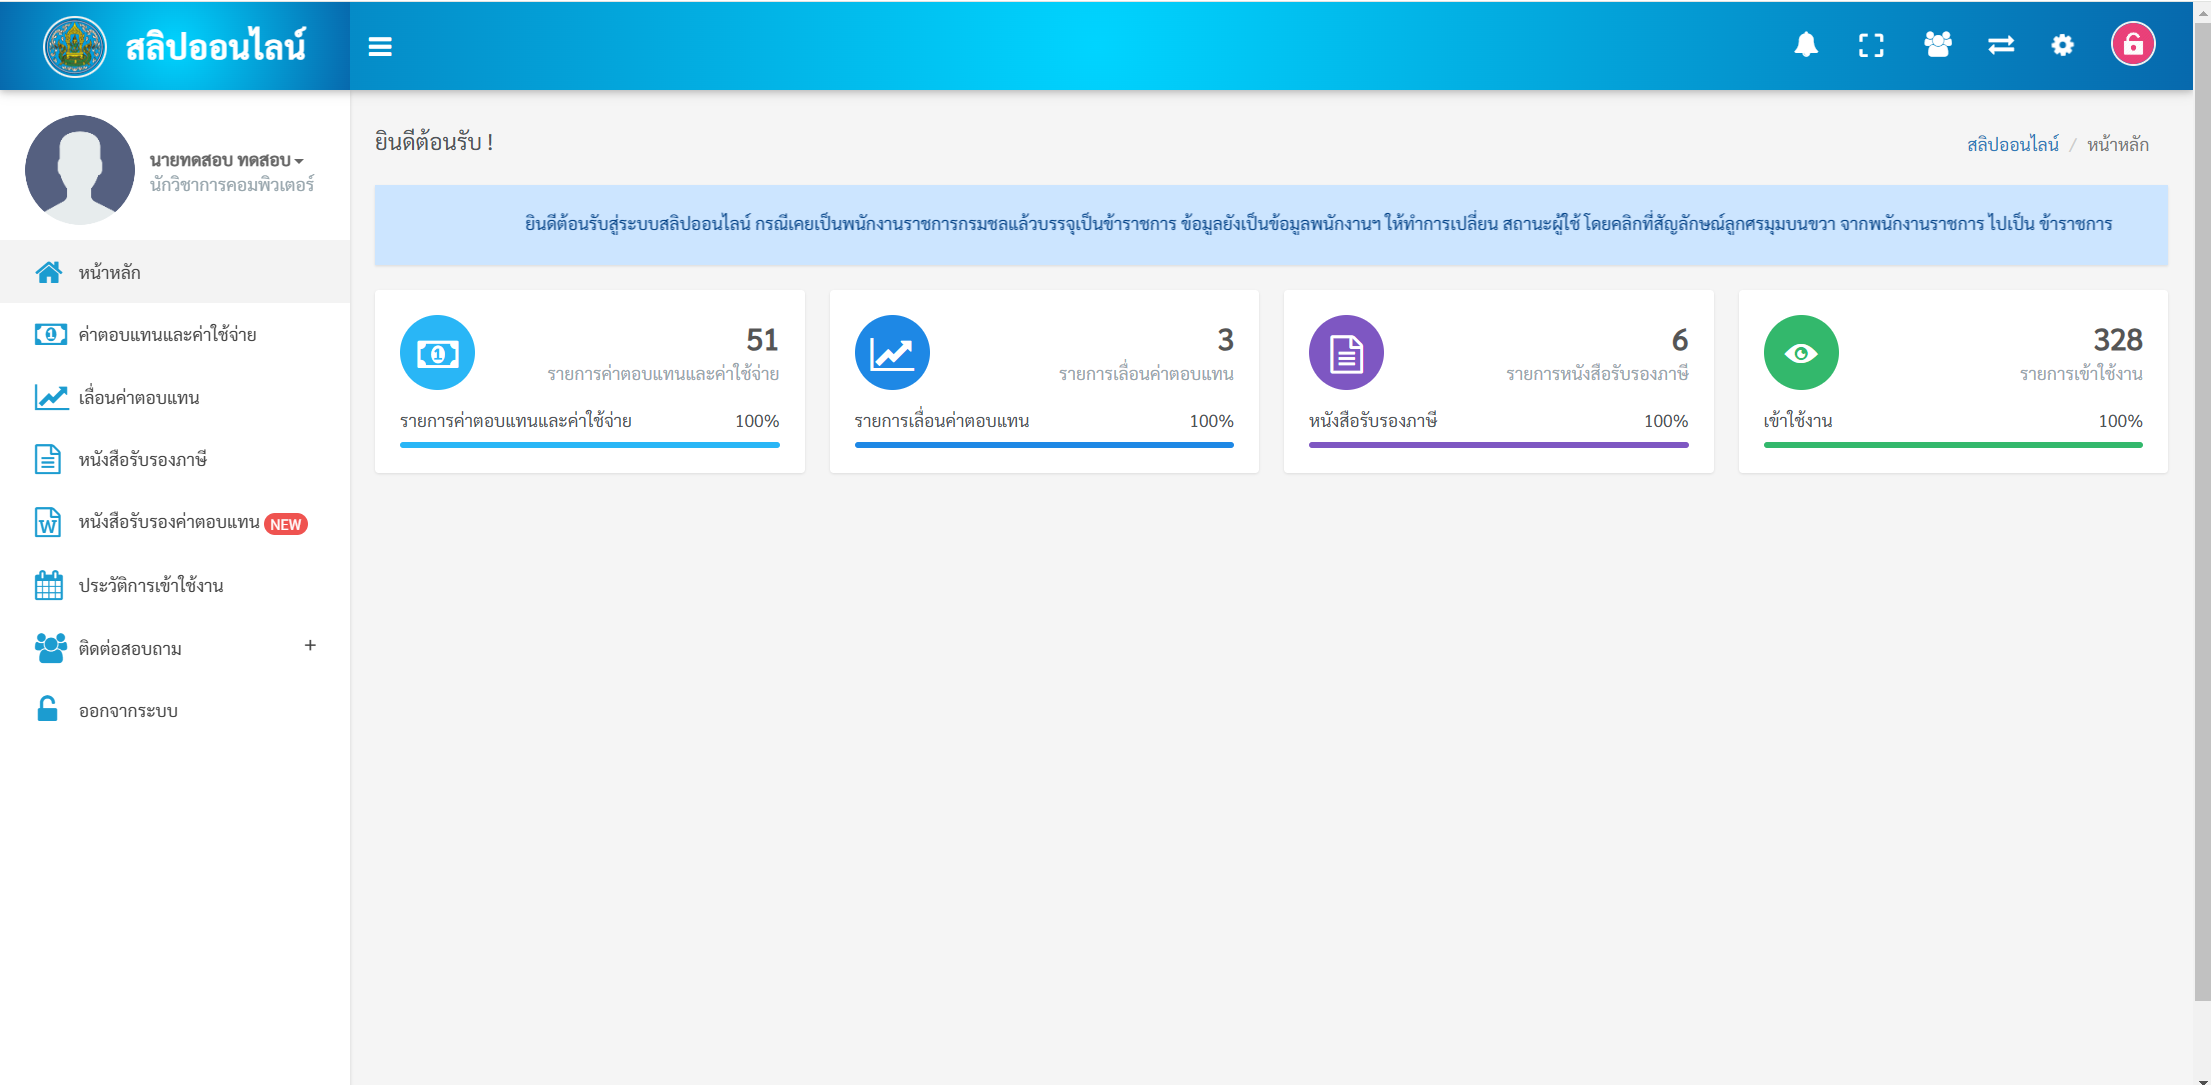 สลิปออนไลน์
นายทดสอบ ทดสอบ
นักวิชาการคอมพิวเตอร์
หน้าหลัก
ค่าตอบแทนและค่าใช้จ่าย
เลื่อนค่าตอบแทน
หนังสือรับรองภาษี
หนังสือรับรองค่าตอบแทน NEW
ประวัติการเข้าใช้งาน
ติดต่อสอบถาม +
ออกจากระบบ
ยินดีต้อนรับ !
สลิปออนไลน์ / หน้าหลัก
ยินดีต้อนรับสู่ระบบสลิปออนไลน์ กรณีเคยเป็นพนักงานราชการกรมชลแล้วบรรจุเป็นข้าราชการ ข้อมูลยังเป็นข้อมูลพนักงานฯ ให้ทำการเปลี่ยน สถานะผู้ใช้ โดยคลิกที่สัญลักษณ์ลูกศรมุมบนขวา จากพนักงานราชการ ไปเป็น ข้าราชการ
51
รายการค่าตอบแทนและค่าใช้จ่าย
รายการค่าตอบแทนและค่าใช้จ่าย 100%
3
รายการเลื่อนค่าตอบแทน
รายการเลื่อนค่าตอบแทน 100%
6
รายการหนังสือรับรองภาษี
หนังสือรับรองภาษี 100%
328
รายการเข้าใช้งาน
เข้าใช้งาน 100%